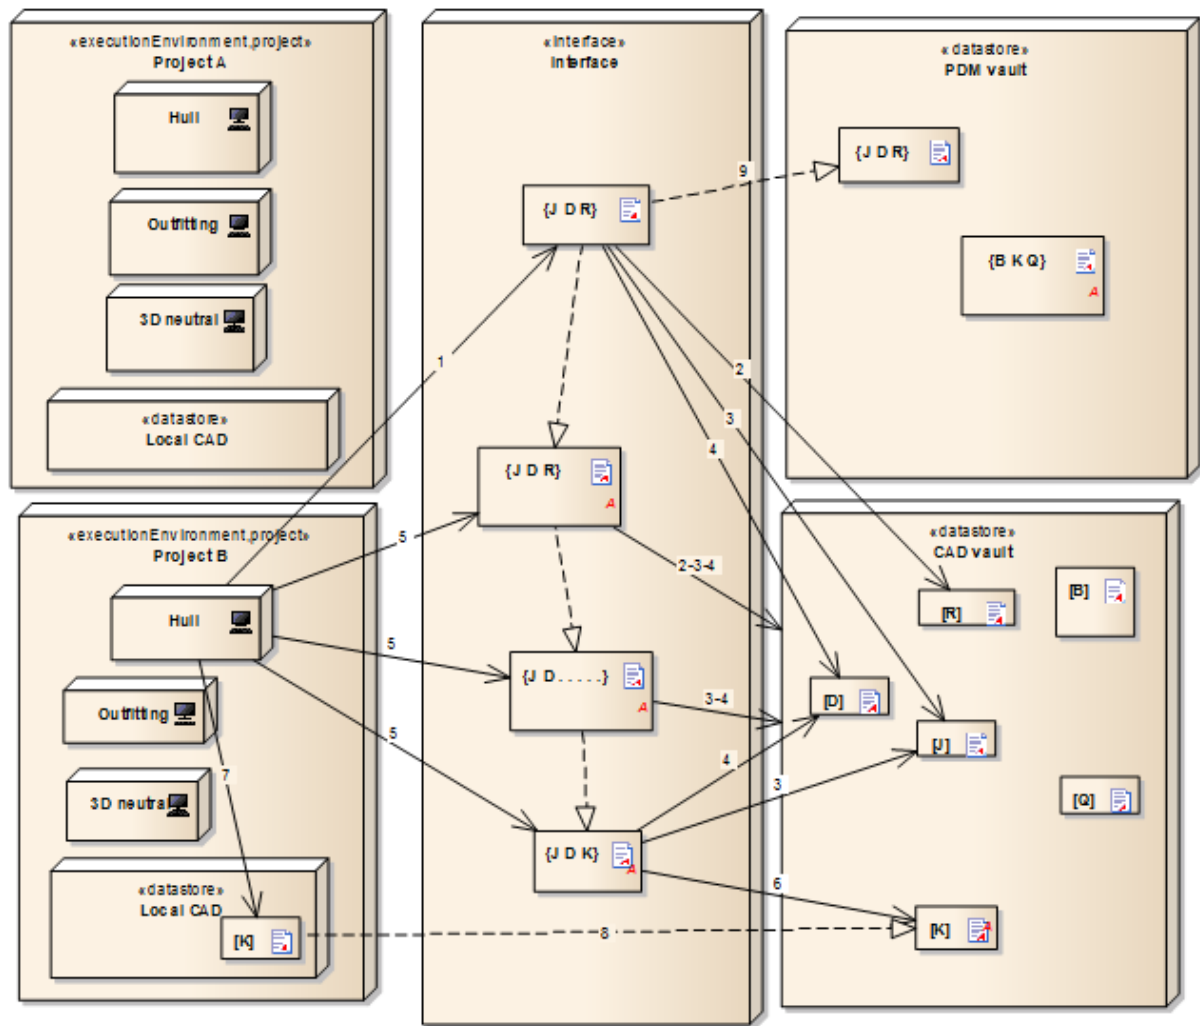 «executionEnvironment,project»
Project A
Hull
Outfitting
3D neutral
«datastore»
Local CAD
«executionEnvironment,project»
Project B
Hull
Outfitting
3D neutral
«datastore»
Local CAD
[K]
«interface»
Interface
{J D R}
{J D R}
A
{J D . . . . .}
A
{J D K}
A
«datastore»
PDM vault
{J D R}
{B K Q}
A
«datastore»
CAD vault
[R]
[B]
[D]
[J]
[Q]
[K]
A
1
9
2
3
4
5
2-3-4
5
3-4
5
4
3
7
6
8